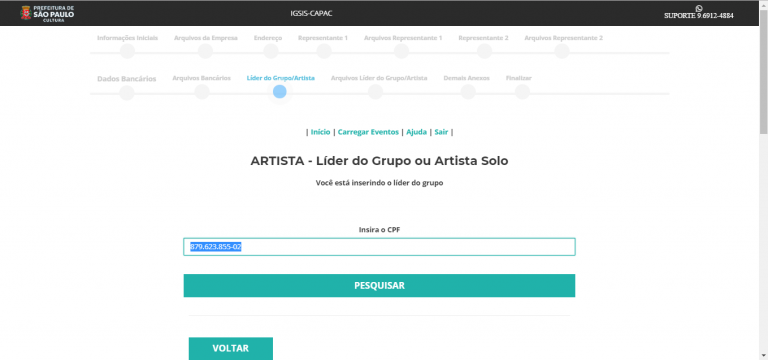 PREFEITURA DE
SÃO PAULO
CULTURA
IGSIS-CAPAC
SUPORTE 9.6912-4884
Informações Iniciais
Arquivos da Empresa
Endereço
Representante 1
Arquivos Representante 1
Representante 2
Arquivos Representante 2
Dados Bancários
Arquivos Bancários
Líder do Grupo/Artista
Arquivos Líder do Grupo/Artista
Demais Anexos
Finalizar
| Início | Carregar Eventos | Ajuda | Sair |
ARTISTA - Líder do Grupo ou Artista Solo
Você está inserindo o líder do grupo
Insira o CPF
879.623.855-02
PESQUISAR
VOLTAR